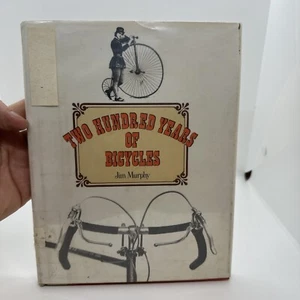 TWO HUNDRED YEARS
OF
BICYCLES
Jim Murphy